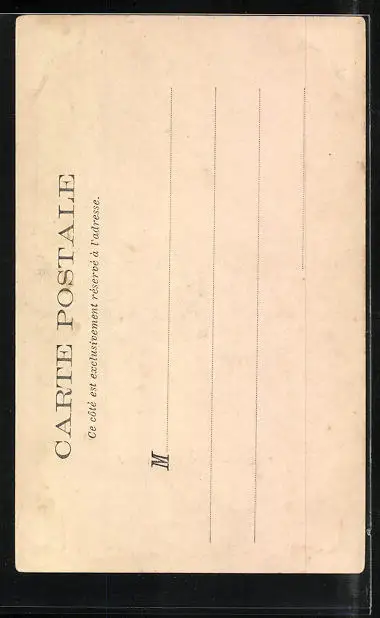 CARTE POSTALE
Ce côté est exclusivement réservé à l'adresse.
M